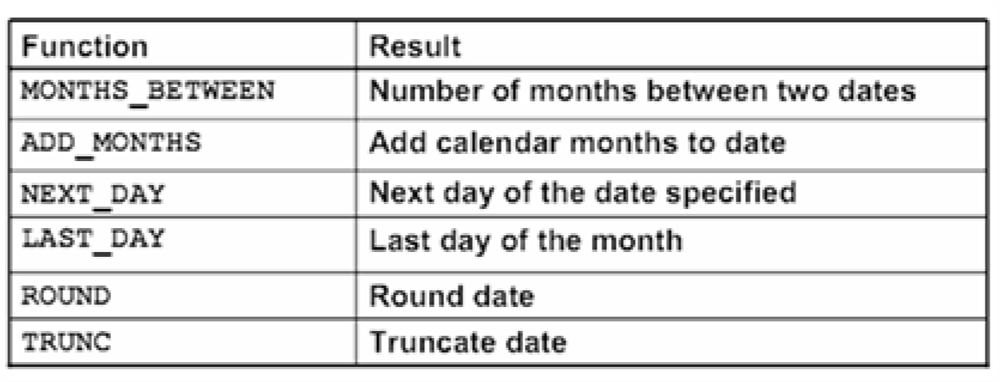 Function Result
MONTHS_BETWEEN Number of months between two dates
ADD_MONTHS Add calendar months to date
NEXT_DAY Next day of the date specified
LAST_DAY Last day of the month
ROUND Round date
TRUNC Truncate date